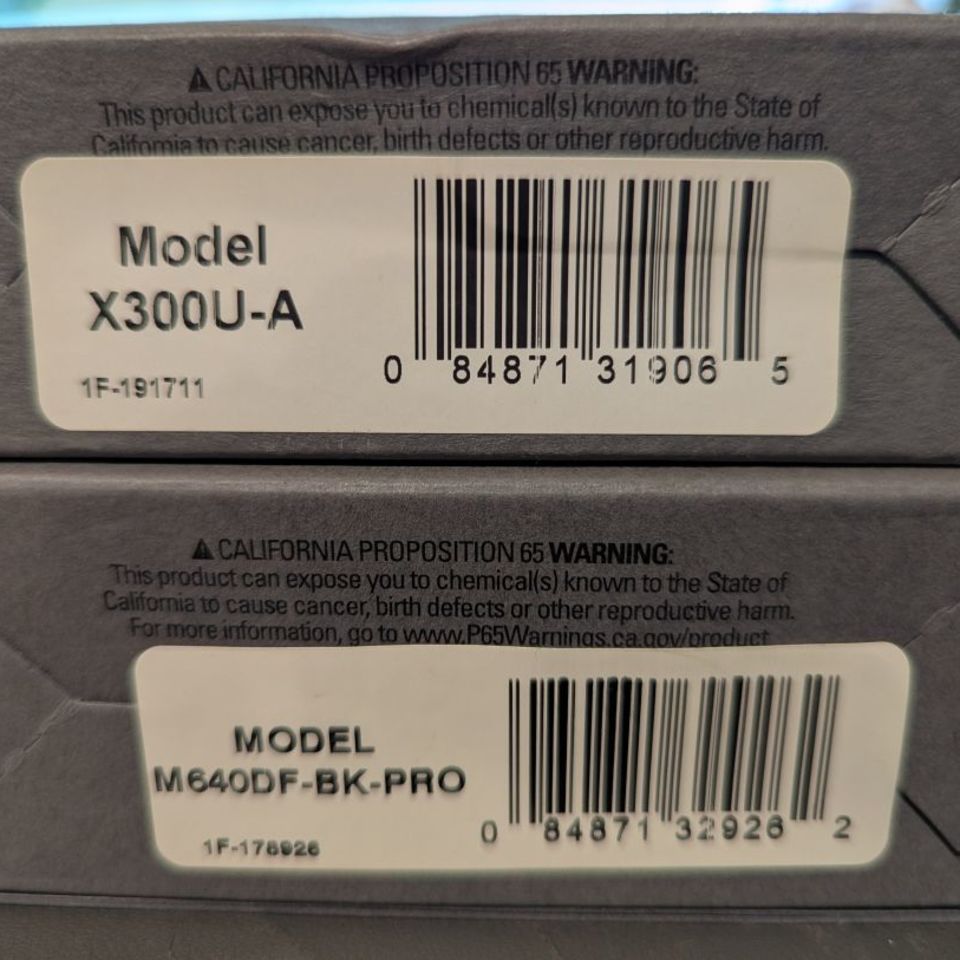 ⚠ CALIFORNIA PROPOSITION 65 WARNING:
This product can expose you to chemical(s) known to the State of
California to cause cancer, birth defects or other reproductive harm.
Model
X300U-A
1F-191711
0 84871 31906 5
⚠ CALIFORNIA PROPOSITION 65 WARNING:
This product can expose you to chemical(s) known to the State of
California to cause cancer, birth defects or other reproductive harm.
For more information, go to www.P65Warnings.ca.gov/product
MODEL
M640DF-BK-PRO
1F-178926
0 84871 32926 2